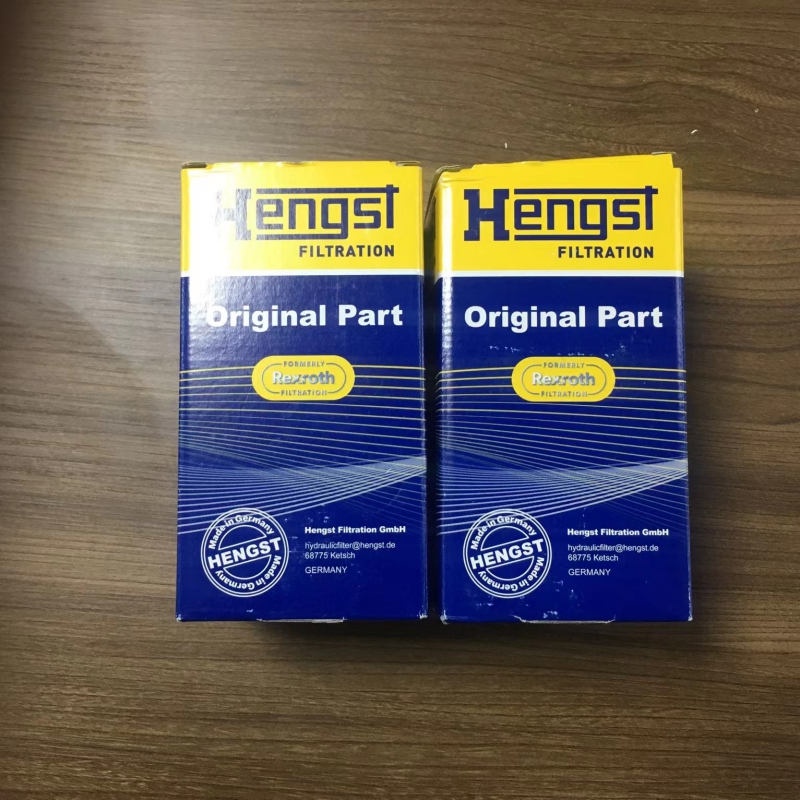 Hengst
FILTRATION
Original Part
FORMERLY
Rexroth
FILTRATION
Made in Germany
HENGST
Made in Germany
Hengst Filtration GmbH
hydraulicfilter@hengst.de
68775 Ketsch
GERMANY
Hengst
FILTRATION
Original Part
FORMERLY
Rexroth
FILTRATION
Made in Germany
HENGST
Made in Germany
Hengst Filtration GmbH
hydraulicfilter@hengst.de
68775 Ketsch
GERMANY